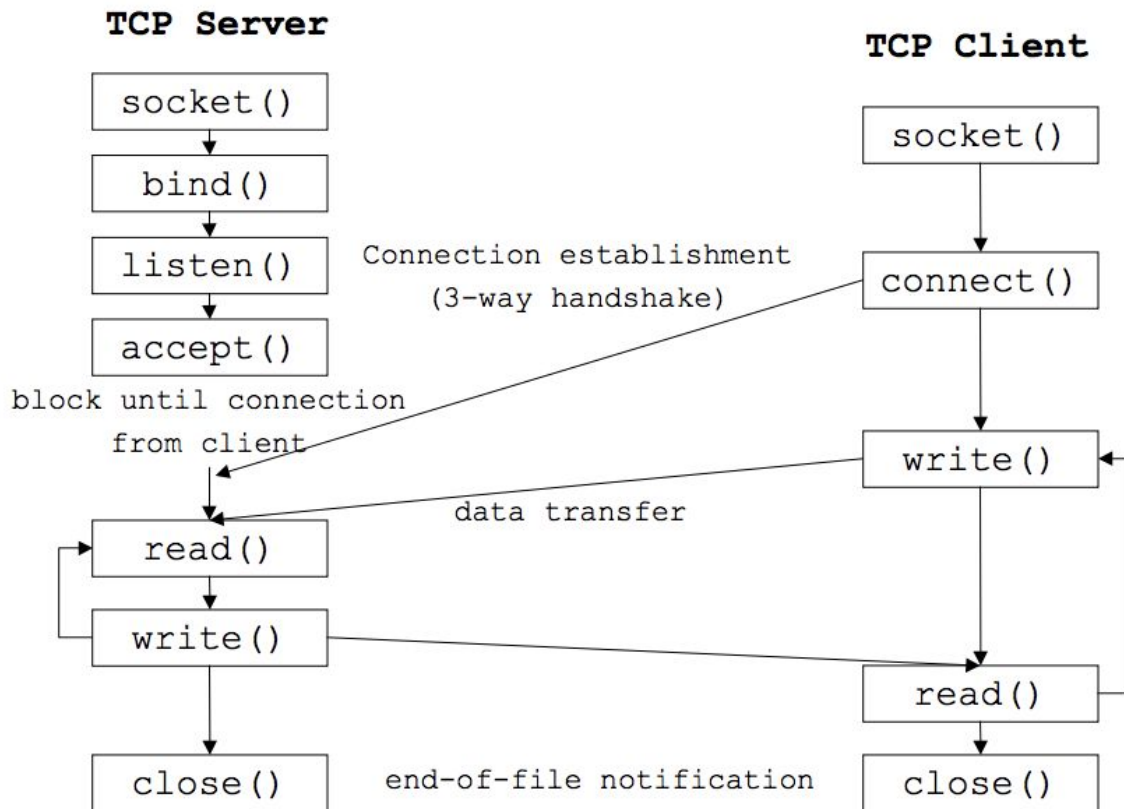 TCP Server
TCP Client
socket()
socket()
bind()
listen()
Connection establishment
(3-way handshake)
connect()
accept()
block until connection
from client
write()
data transfer
read()
write()
read()
close()
end-of-file notification
close()